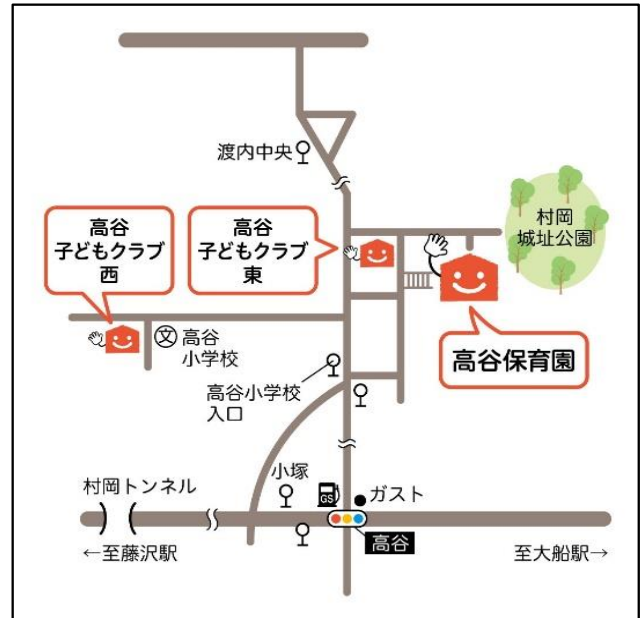 渡内中央
高谷
子どもクラブ
西
高谷
子どもクラブ
東
村岡
城址公園
文
高谷
小学校
高谷保育園
高谷小学校
入口
小塚
GS
ガスト
村岡トンネル
高谷
←至藤沢駅
至大船駅→